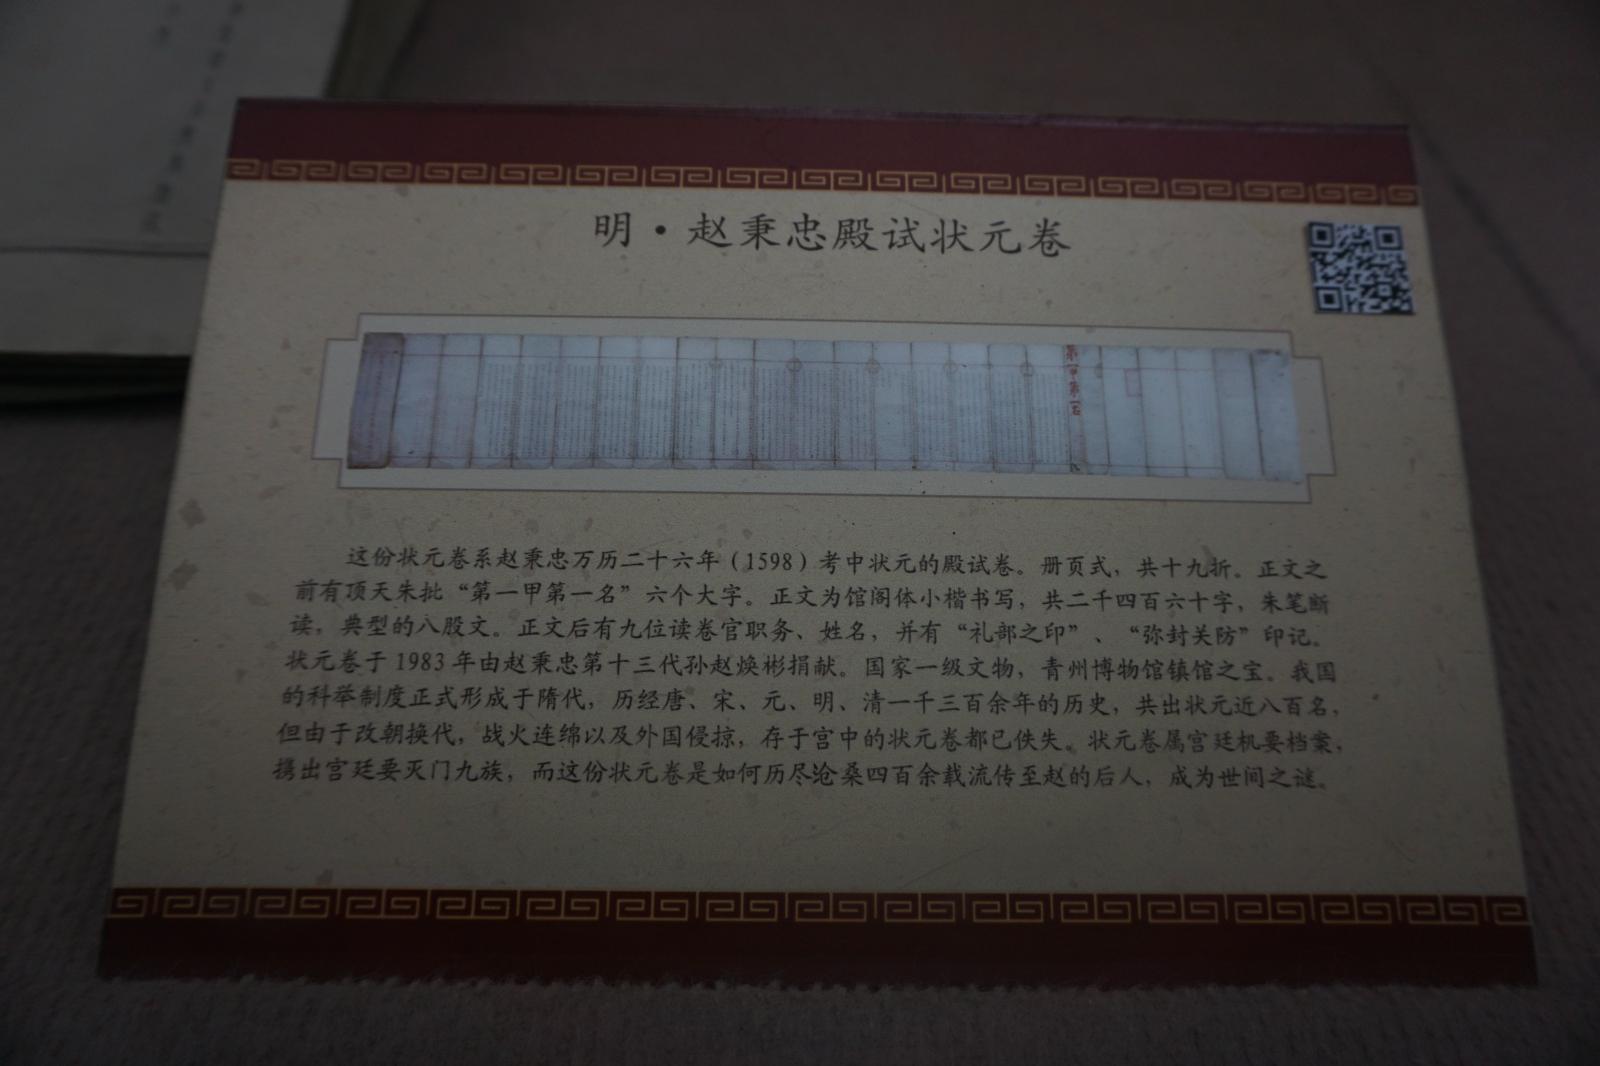 明·赵秉忠殿试状元卷
第一甲第一名
这份状元卷系赵秉忠万历二十六年（1598）考中状元的殿试卷。册页式，共十九折。正文之
前有顶天朱批“第一甲第一名”六个大字。正文为馆阁体小楷书写，共二千四百六十字，朱笔断
读，典型的八股文。正文后有九位读卷官职务、姓名，并有“礼部之印”、“弥封关防”印记。
状元卷于1983年由赵秉忠第十三代孙赵焕彬捐献。国家一级文物，青州博物馆镇馆之宝。我国
的科举制度正式形成于隋代，历经唐、宋、元、明、清一千三百余年的历史，共出状元近八百名，
但由于改朝换代，战火连绵以及外国侵掠，存于宫中的状元卷都已佚失。状元卷属宫廷机要档案，
携出宫廷要灭门九族，而这份状元卷是如何历尽沧桑四百余载流传至赵的后人，成为世间之谜。